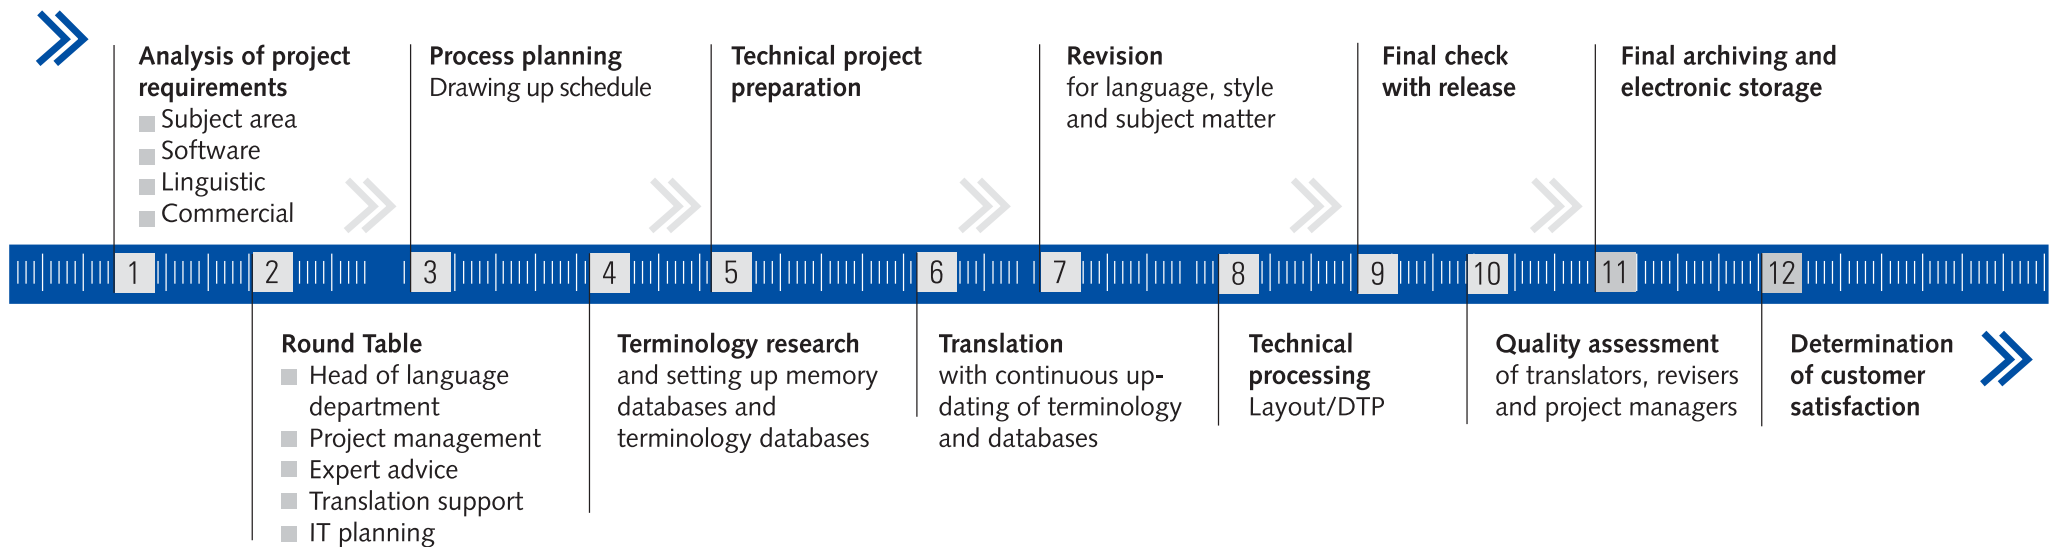 Analysis of project
requirements
Subject area
Software
Linguistic
Commercial
Process planning
Drawing up schedule
Technical project
preparation
Revision
for language, style
and subject matter
Final check
with release
Final archiving and
electronic storage
1
2
3
4
5
6
7
8
9
10
11
12
Round Table
Head of language
department
Project management
Expert advice
Translation support
IT planning
Terminology research
and setting up memory
databases and
terminology databases
Translation
with continuous up-
dating of terminology
and databases
Technical
processing
Layout/DTP
Quality assessment
of translators, revisers
and project managers
Determination
of customer
satisfaction